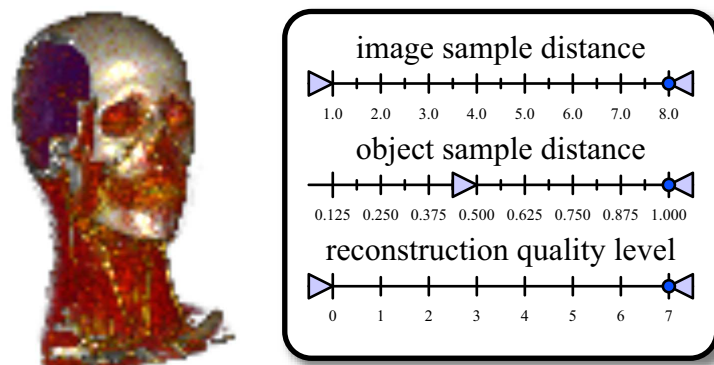 image sample distance
1.0 2.0 3.0 4.0 5.0 6.0 7.0 8.0
object sample distance
0.125 0.250 0.375 0.500 0.625 0.750 0.875 1.000
reconstruction quality level
0 1 2 3 4 5 6 7